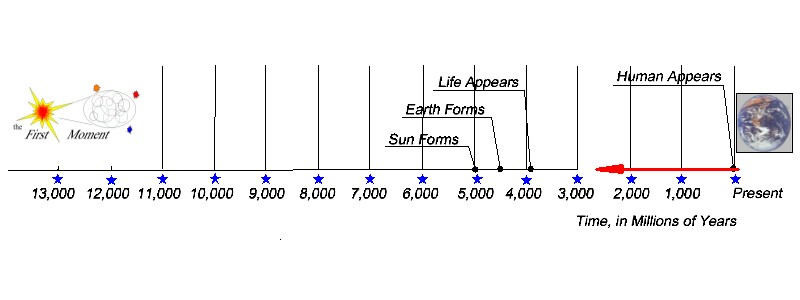 Human Appears
Life Appears
Earth Forms
the First Moment
Sun Forms
13,000 12,000 11,000 10,000 9,000 8,000 7,000 6,000 5,000 4,000 3,000 2,000 1,000 Present
Time, in Millions of Years